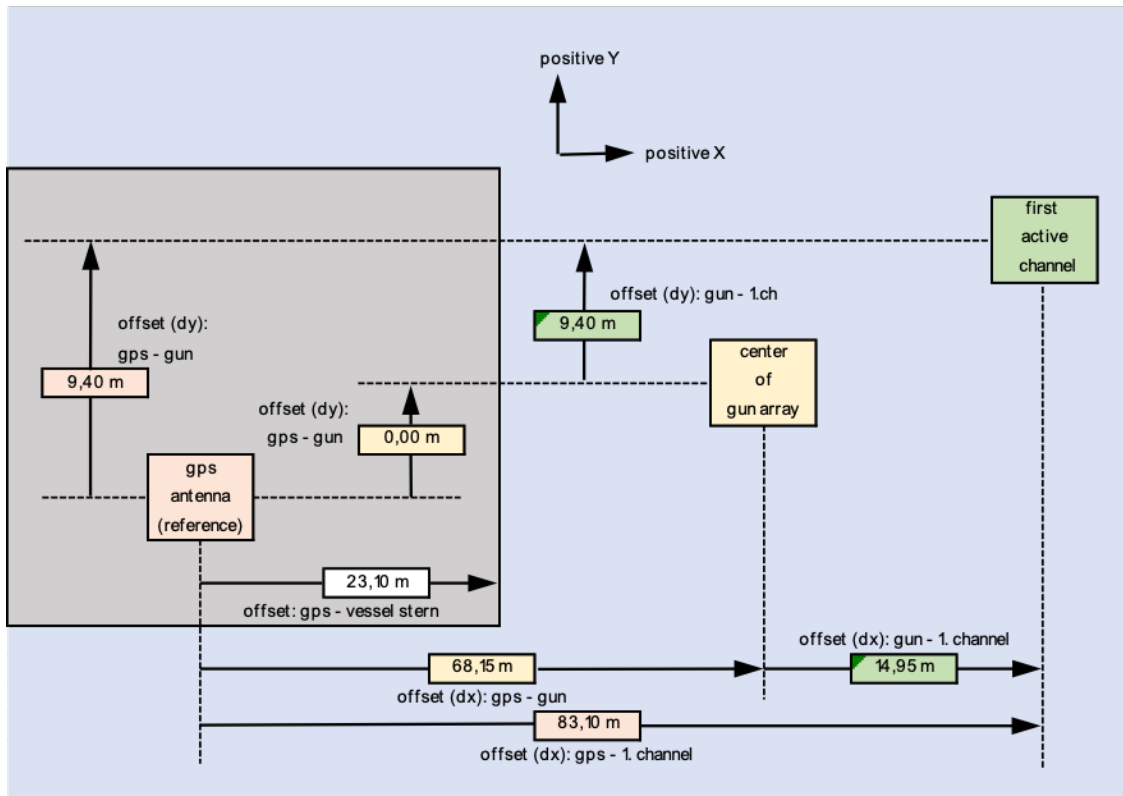 positive Y
positive X
first
active
channel
offset (dy): gun - 1.ch
9,40 m
offset (dy):
gps - gun
9,40 m
center
of
gun array
offset (dy):
gps - gun
0,00 m
gps
antenna
(reference)
23,10 m
offset: gps - vessel stern
offset (dx): gun - 1. channel
14,95 m
68,15 m
offset (dx): gps - gun
83,10 m
offset (dx): gps - 1. channel